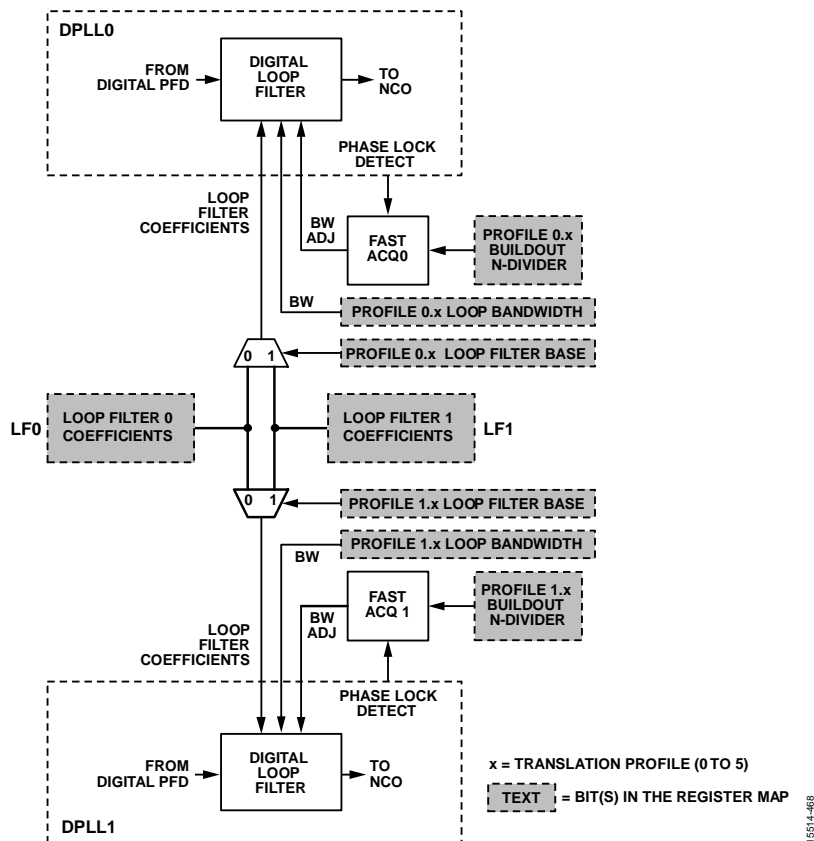 DPLL0
FROM
DIGITAL PFD
DIGITAL
LOOP
FILTER
TO
NCO
PHASE LOCK
DETECT
LOOP
FILTER
COEFFICIENTS
BW
ADJ
FAST
ACQ0
PROFILE 0.x
BUILDOUT
N-DIVIDER
BW
PROFILE 0.x LOOP BANDWIDTH
0 1
PROFILE 0.x LOOP FILTER BASE
LF0
LOOP FILTER 0
COEFFICIENTS
LOOP FILTER 1
COEFFICIENTS
LF1
0 1
PROFILE 1.x LOOP FILTER BASE
PROFILE 1.x LOOP BANDWIDTH
BW
FAST
ACQ 1
PROFILE 1.x
BUILDOUT
N-DIVIDER
BW
ADJ
LOOP
FILTER
COEFFICIENTS
PHASE LOCK
DETECT
FROM
DIGITAL PFD
DIGITAL
LOOP
FILTER
TO
NCO
DPLL1
x = TRANSLATION PROFILE (0 TO 5)
TEXT = BIT(S) IN THE REGISTER MAP
15514-468